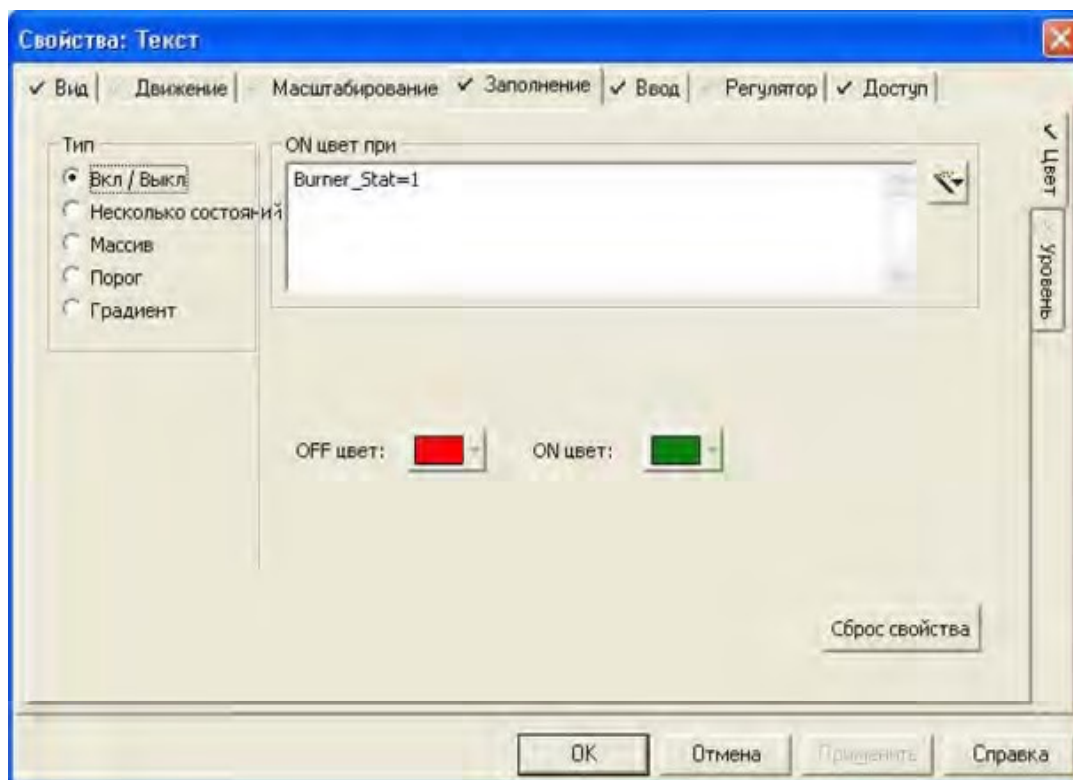 Свойства: Текст
Вид Движение Масштабирование Заполнение Ввод Регулятор Доступ
Тип
Вкл / Выкл
Несколько состояний
Массив
Порог
Градиент
ON цвет при
Burner_Stat=1
Цвет
Уровень
OFF цвет:
ON цвет:
Сброс свойства
OK
Отмена
Применить
Справка